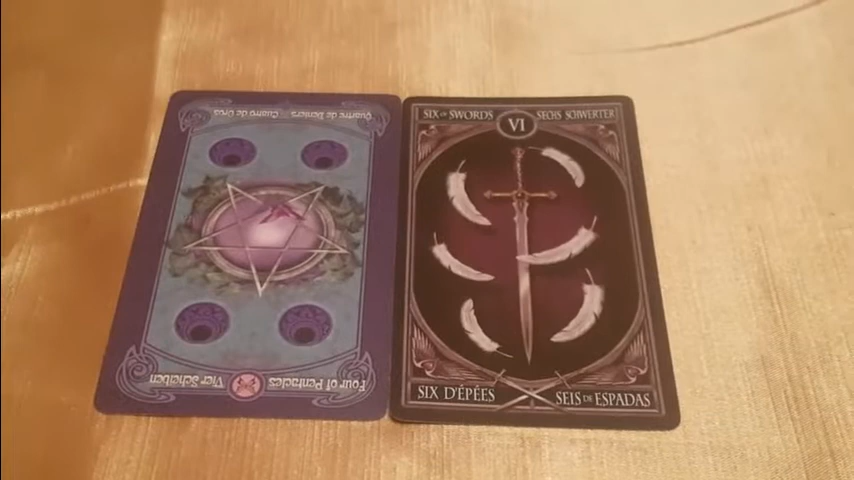 Four of Pentacles Vier Scheiben
Quatre de Deniers Cuatro de Oros
SIX OF SWORDS VI SECHS SCHWERTER
SIX D'ÉPÉES SEIS DE ESPADAS